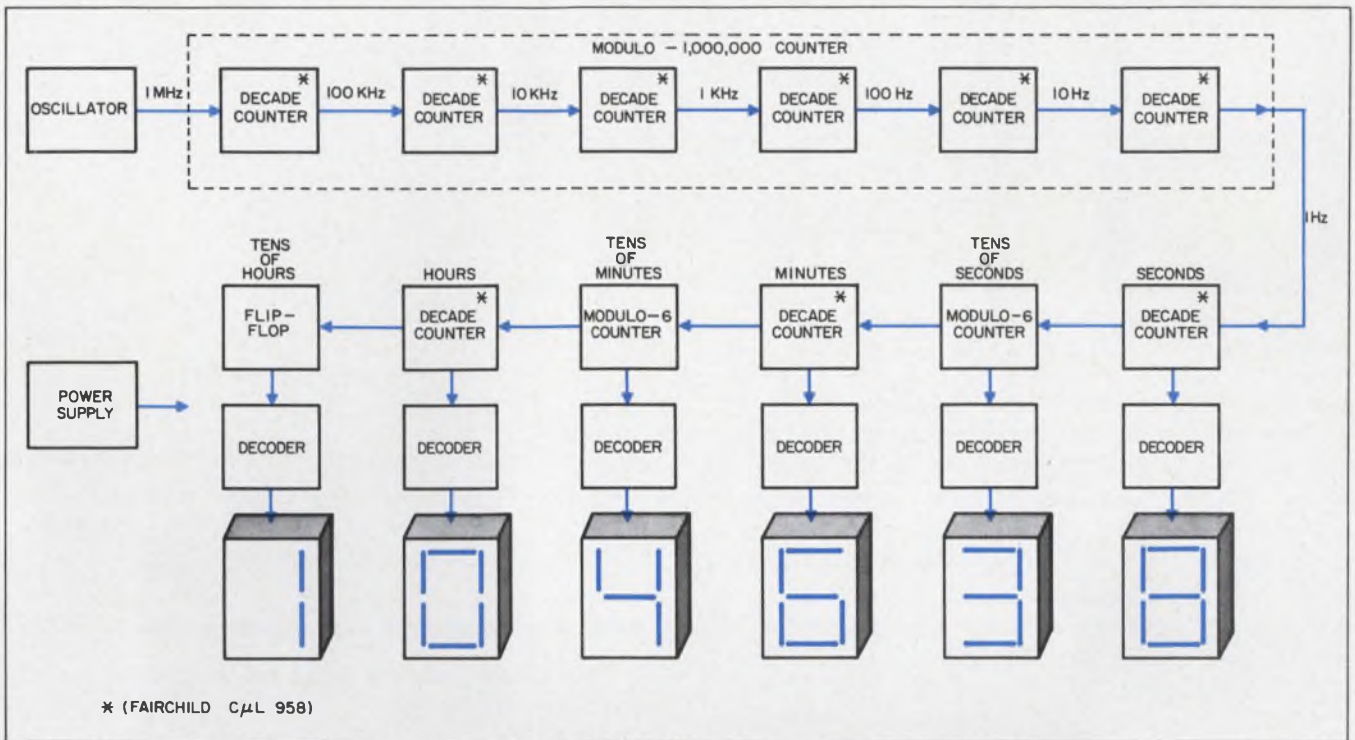 MODULO - 1,000,000 COUNTER
OSCILLATOR
1 MHz
*
DECADE
COUNTER
100 KHz
*
DECADE
COUNTER
10 KHz
*
DECADE
COUNTER
1 KHz
*
DECADE
COUNTER
100 Hz
*
DECADE
COUNTER
10 Hz
*
DECADE
COUNTER
1 Hz
TENS
OF
HOURS
FLIP-
FLOP
HOURS
*
DECADE
COUNTER
TENS
OF
MINUTES
MODULO-6
COUNTER
MINUTES
*
DECADE
COUNTER
TENS
OF
SECONDS
MODULO-6
COUNTER
SECONDS
*
DECADE
COUNTER
POWER
SUPPLY
DECODER
DECODER
DECODER
DECODER
DECODER
DECODER
1
0
4
6
3
8
* (FAIRCHILD CμL 958)